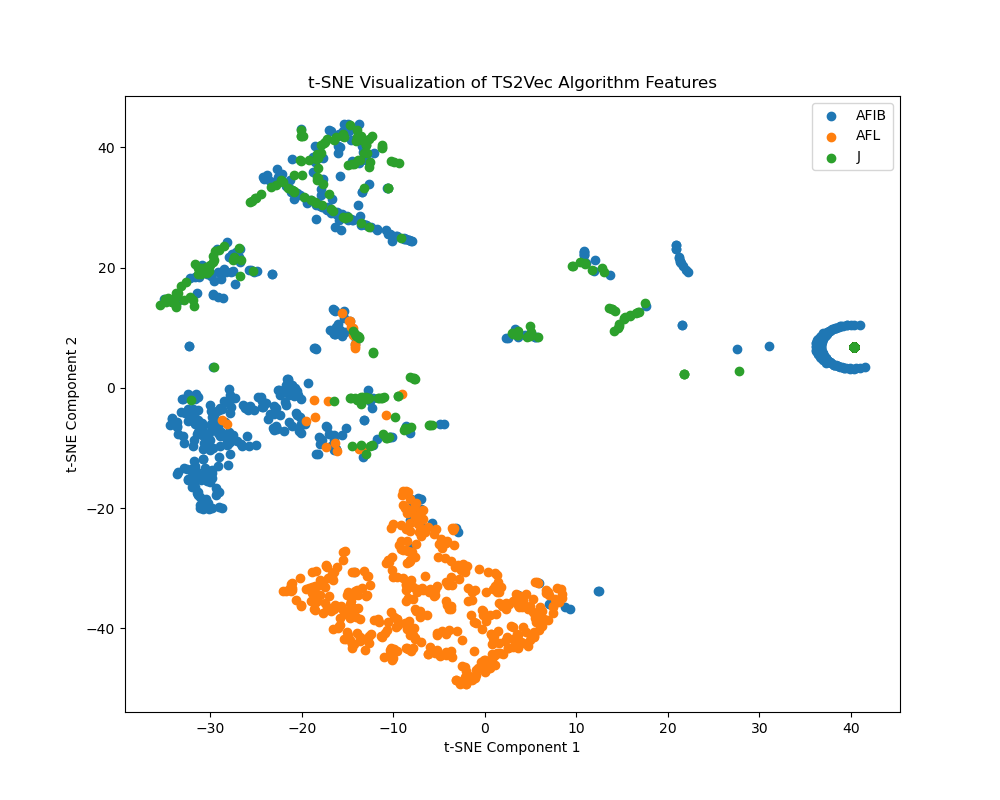 t-SNE Visualization of TS2Vec Algorithm Features
AFIB
AFL
J
40
20
0
−20
−40
t-SNE Component 2
−30
−20
−10
0
10
20
30
40
t-SNE Component 1